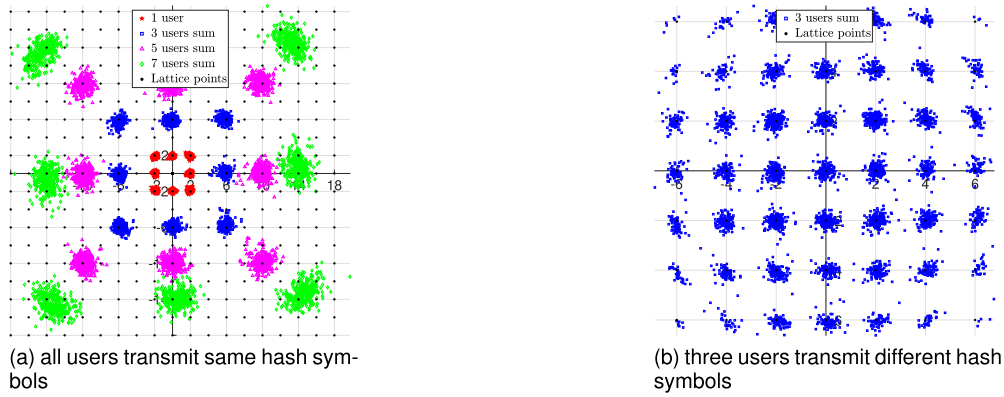 1 user
3 users sum
5 users sum
7 users sum
Lattice points
2
6
18
-2
(a) all users transmit same hash sym-
bols
3 users sum
Lattice points
-6
-4
-2
2
4
6
(b) three users transmit different hash
symbols